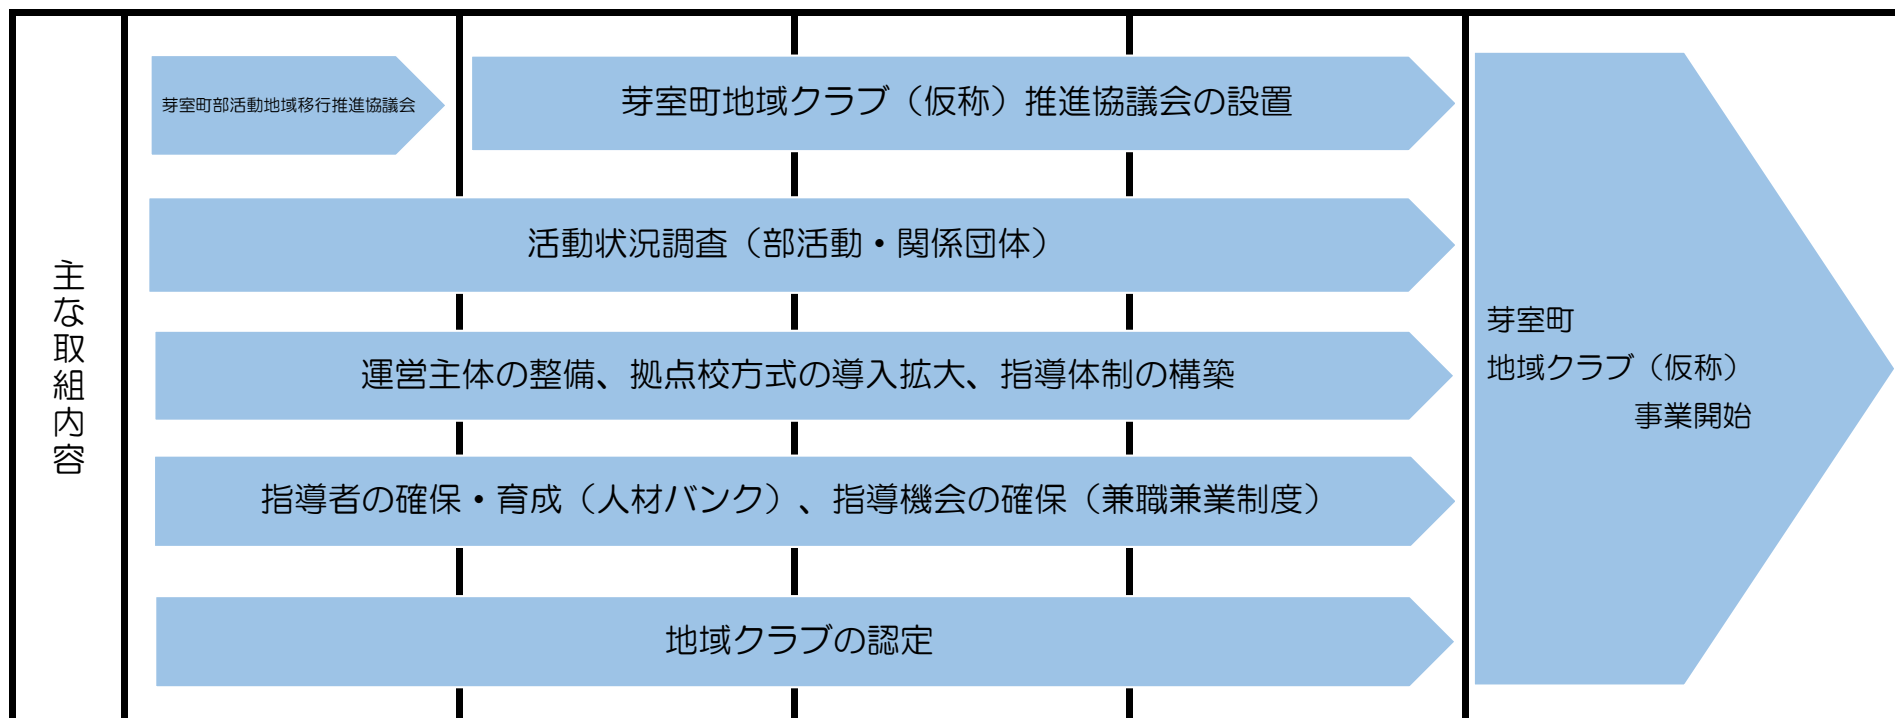 主な取組内容
芽室町部活動地域移行推進協議会
芽室町地域クラブ（仮称）推進協議会の設置
活動状況調査（部活動・関係団体）
運営主体の整備、拠点校方式の導入拡大、指導体制の構築
指導者の確保・育成（人材バンク）、指導機会の確保（兼職兼業制度）
地域クラブの認定
芽室町
地域クラブ（仮称）
事業開始